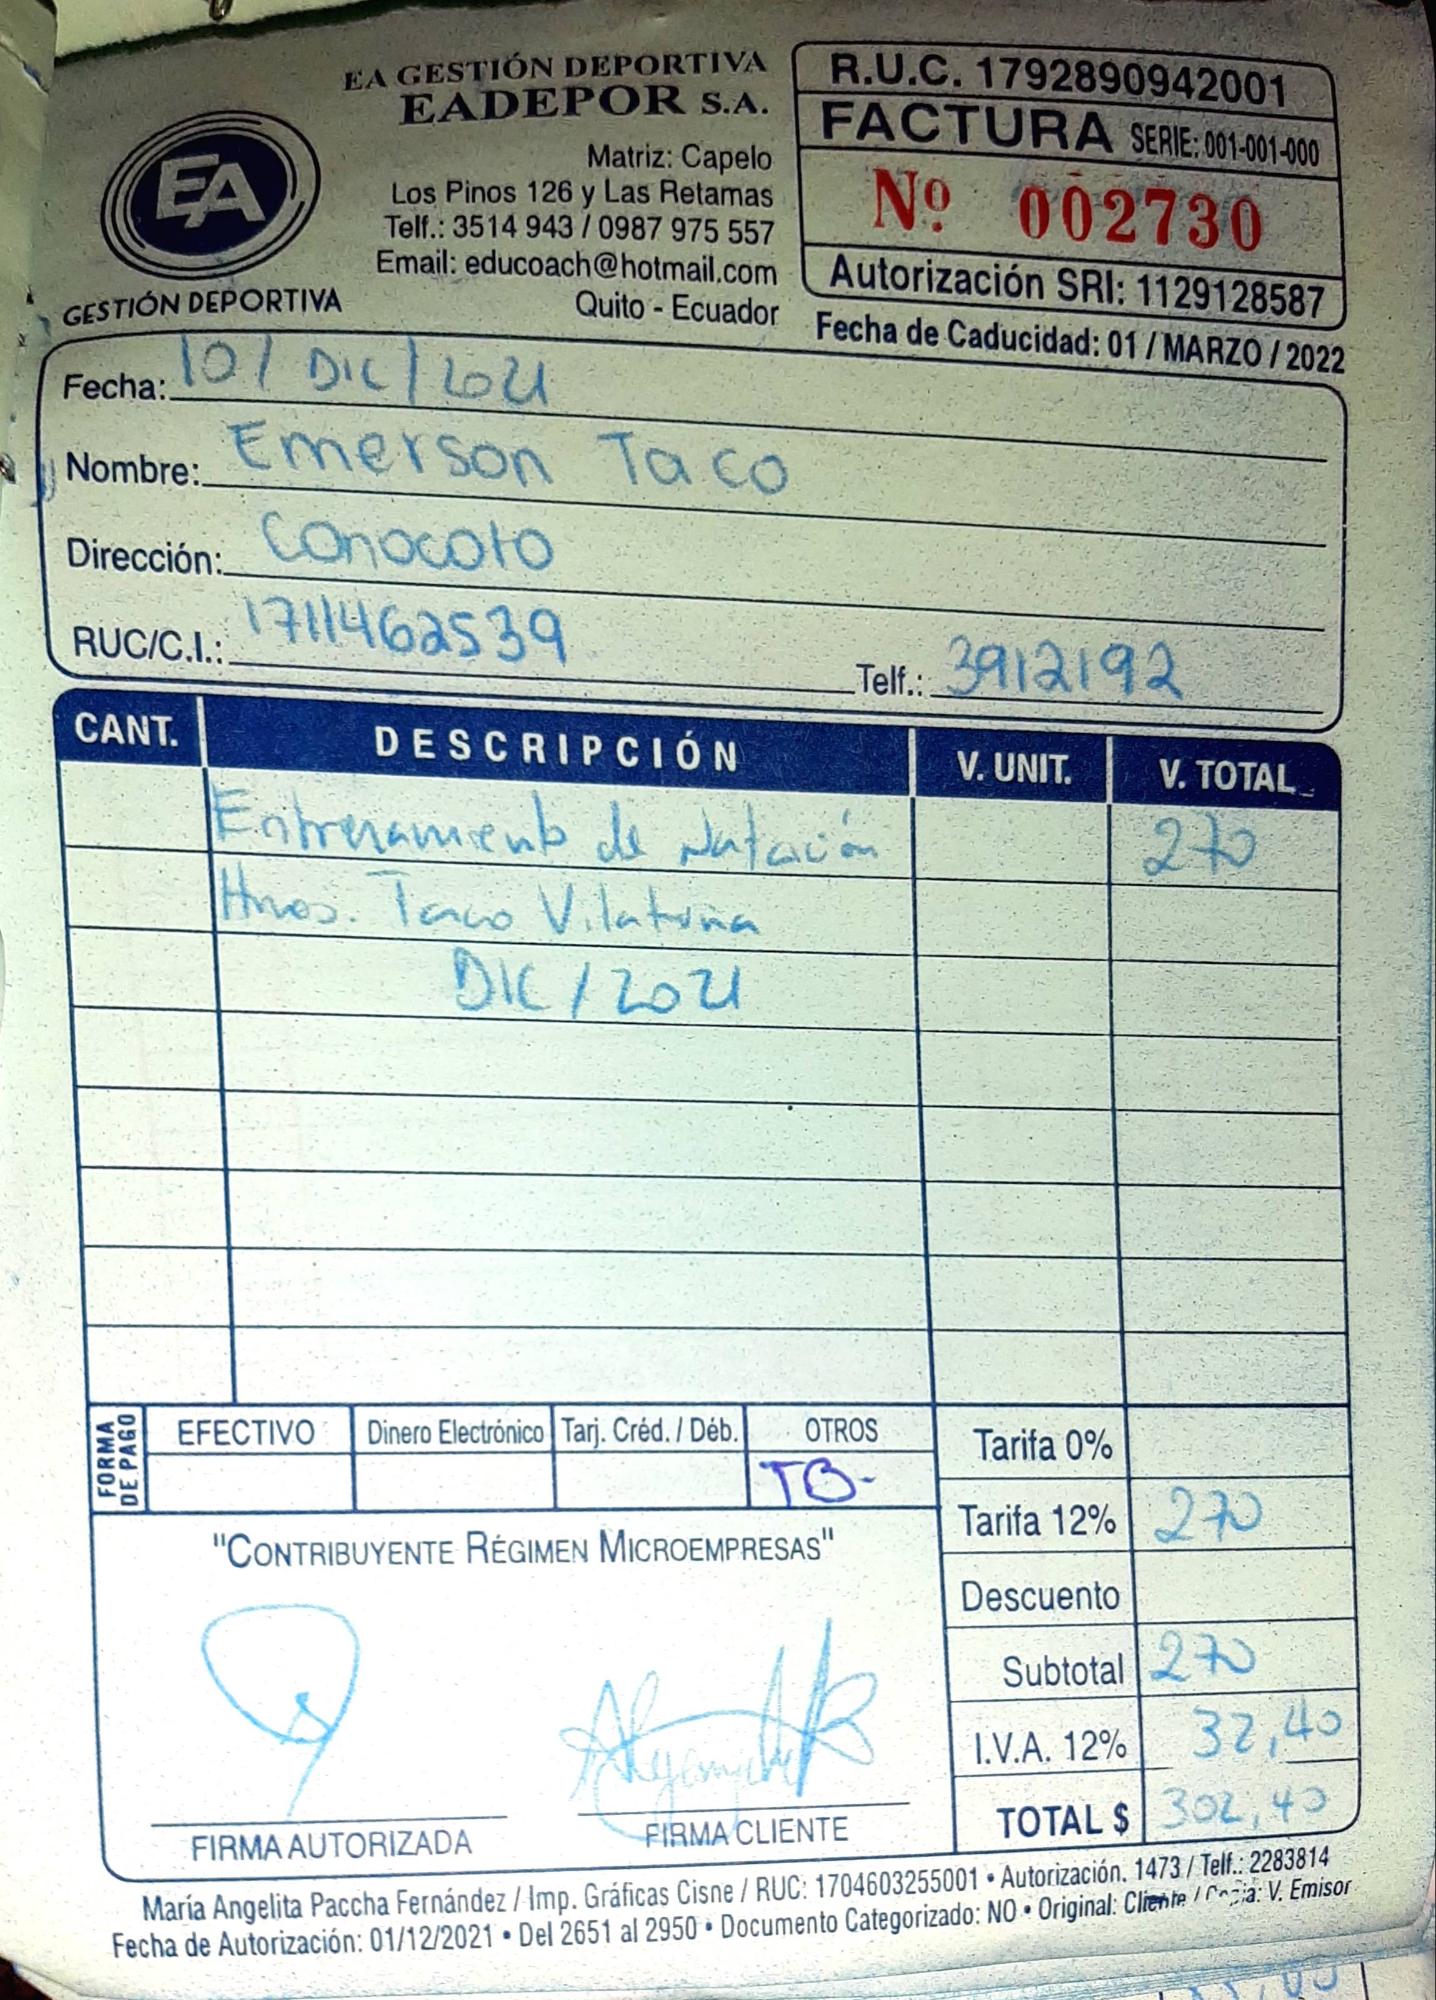 EA GESTIÓN DEPORTIVA
EADEPOR S.A.
Matriz: Capelo
Los Pinos 126 y Las Retamas
Telf.: 3514 943 / 0987 975 557
Email: educoach@hotmail.com
Quito - Ecuador
EA
GESTIÓN DEPORTIVA
R.U.C. 1792890942001
FACTURA SERIE: 001-001-000
Nº 002730
Autorización SRI: 1129128587
Fecha de Caducidad: 01 / MARZO / 2022
Fecha: 10 / DIC / 2021
Nombre: Emerson Taco
Dirección: Conocoto
RUC/C.I.: 1711462539 Telf.: 3912192
CANT. DESCRIPCIÓN V. UNIT. V. TOTAL
Entrenamiento de Natación 270
Hnos. Taco Vilatuña
DIC / 2021
FORMA DE PAGO EFECTIVO Dinero Electrónico Tarj. Créd. / Déb. OTROS
TB-
Tarifa 0%
Tarifa 12% 270
Descuento
Subtotal 270
I.V.A. 12% 32,40
TOTAL $ 302,40
"CONTRIBUYENTE RÉGIMEN MICROEMPRESAS"
FIRMA AUTORIZADA FIRMA CLIENTE
María Angelita Paccha Fernández / Imp. Gráficas Cisne / RUC: 1704603255001 • Autorización. 1473 / Telf.: 2283814
Fecha de Autorización: 01/12/2021 • Del 2651 al 2950 • Documento Categorizado: NO • Original: Cliente / Copia: V. Emisor